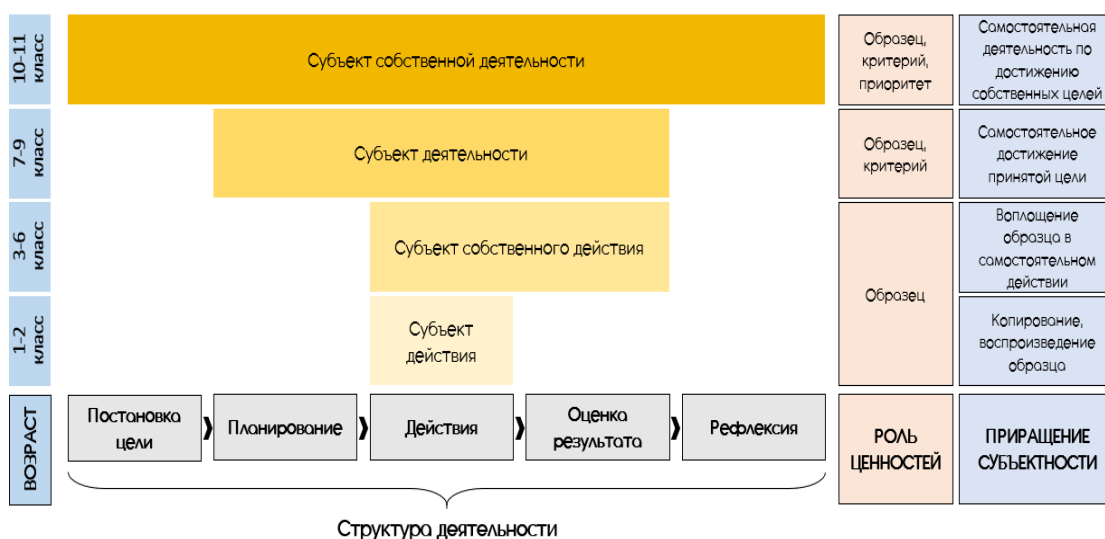 10-11
класс
Субъект собственной деятельности
Образец,
критерий,
приоритет
Самостоятельная
деятельность по
достижению
собственных целей
7-9
класс
Субъект деятельности
Образец,
критерий
Самостоятельное
достижение
принятой цели
3-6
класс
Субъект собственного действия
Образец
Воплощение
образца в
самостоятельном
действии
1-2
класс
Субъект
действия
Копирование,
воспроизведение
образца
ВОЗРАСТ
Постановка
цели
Планирование
Действия
Оценка
результата
Рефлексия
РОЛЬ
ЦЕННОСТЕЙ
ПРИРАЩЕНИЕ
СУБЪЕКТНОСТИ
Структура деятельности